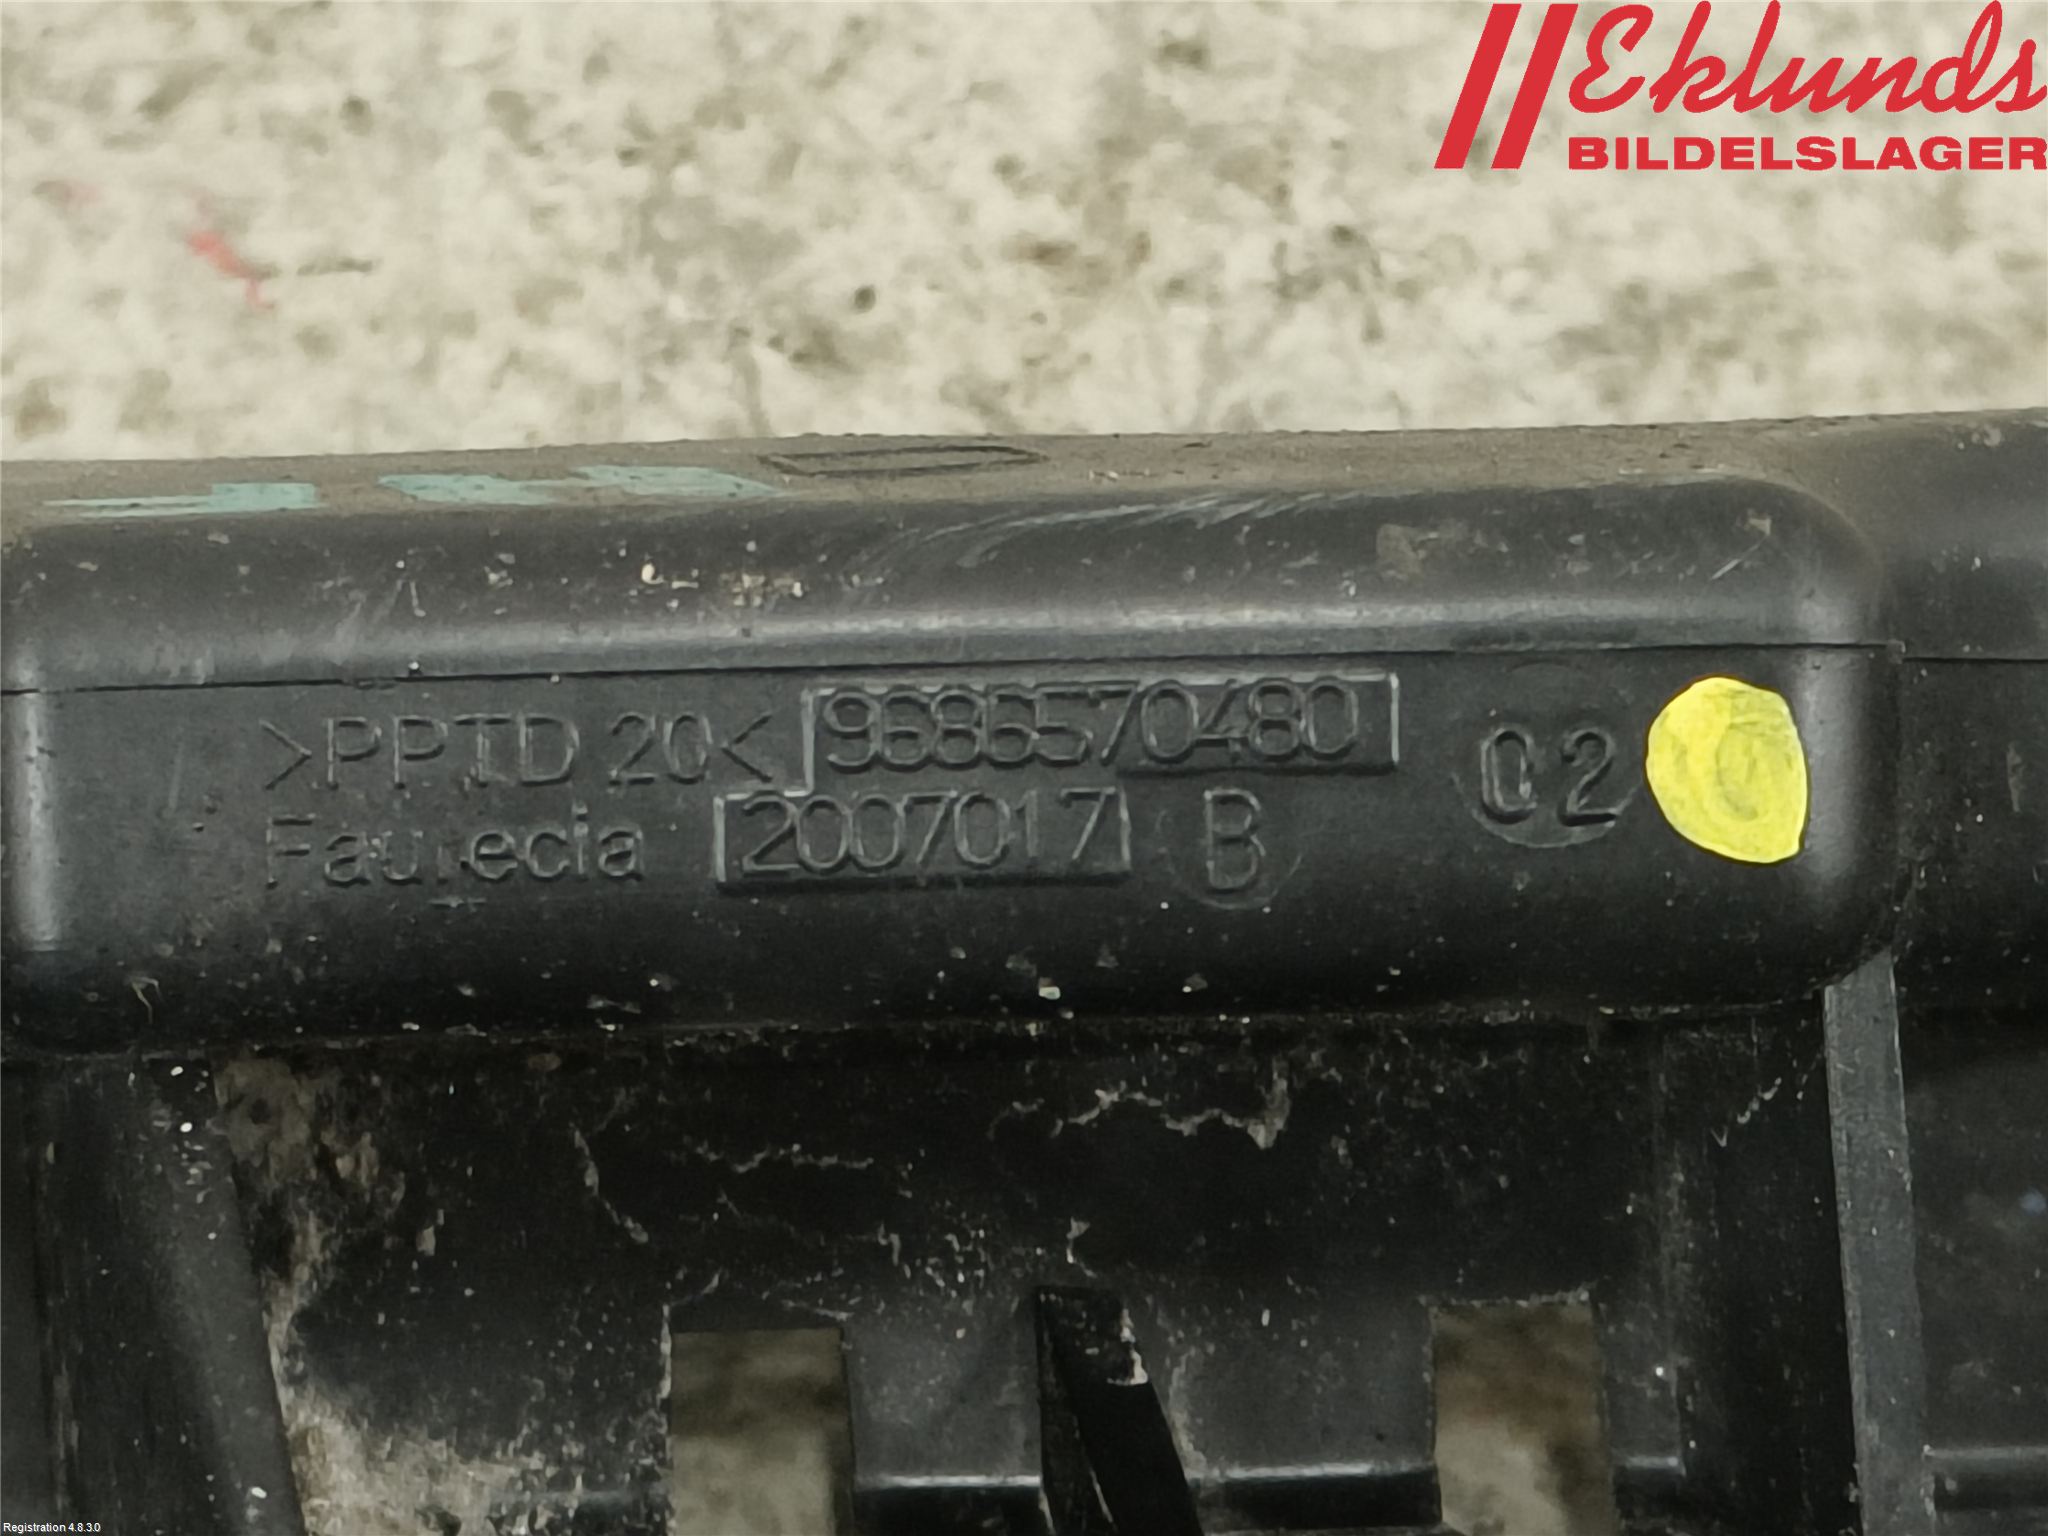 Eklunds
BILDELSLAGER
>PPTD 20< 9686570480
Faurecia 2007017 B 02
Registration 4.8.3.0